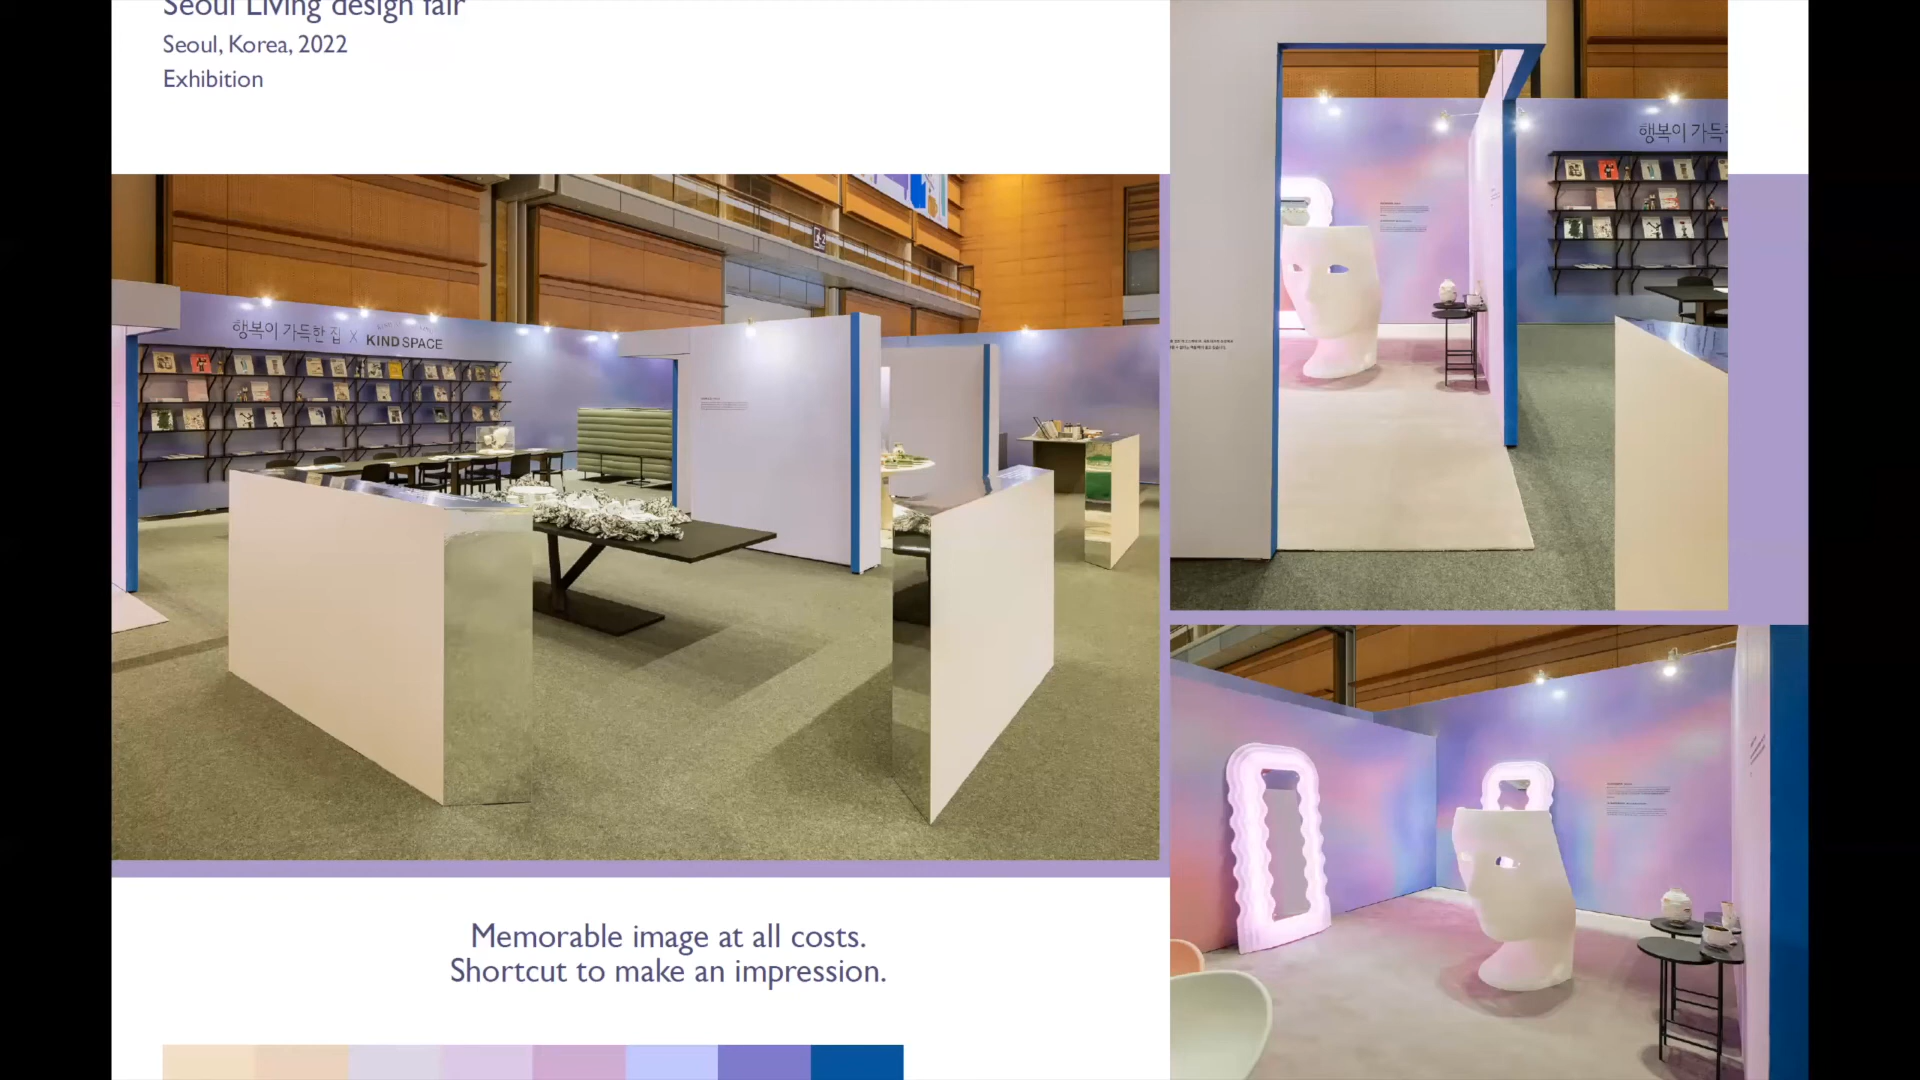 Seoul Living design fair
Seoul, Korea, 2022
Exhibition
행복이 가득한 집 X KIND SPACE
행복이 가득한
Memorable image at all costs.
Shortcut to make an impression.